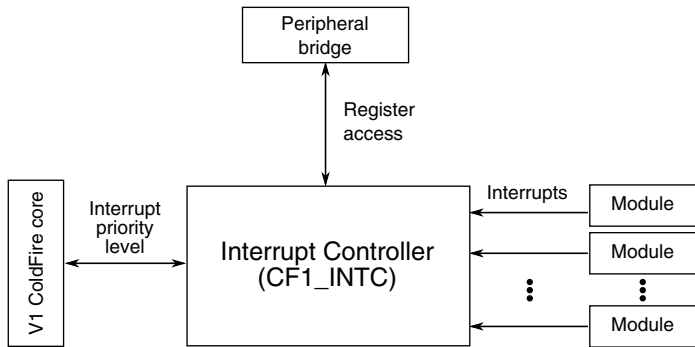 Peripheral
bridge
Register
access
V1 ColdFire core
Interrupt
priority
level
Interrupt Controller
(CF1_INTC)
Interrupts
Module
Module
Module